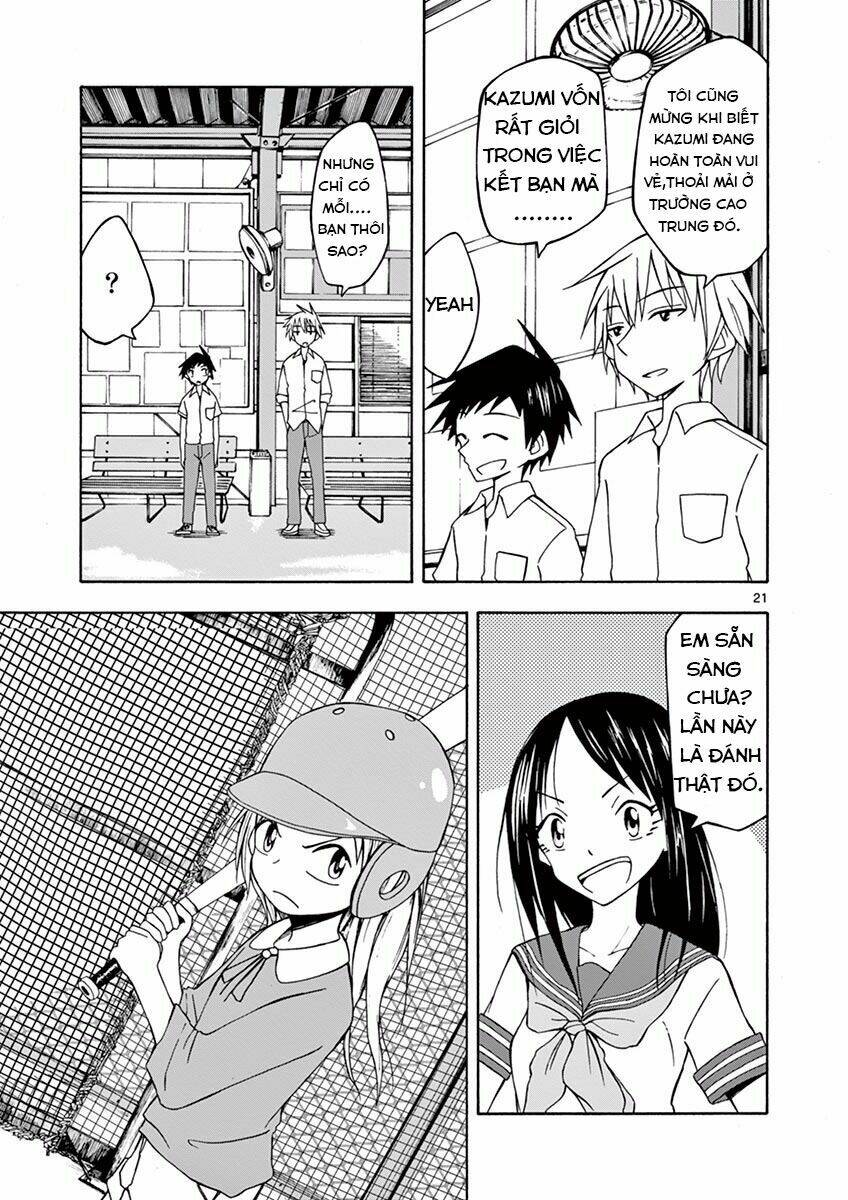 TÔI CŨNG
MỪNG KHI BIẾT
KAZUMI ĐANG
HOÀN TOÀN VUI
VẺ,THOẢI MÁI Ở
TRƯỜNG CAO
TRUNG ĐÓ.
KAZUMI VỐN
RẤT GIỎI
TRONG VIỆC
KẾT BẠN MÀ
........
YEAH
NHƯNG
CHỈ CÓ
MỖI....
BẠN THÔI
SAO?
?
21
EM SẴN
SÀNG
CHƯA?
LẦN NÀY
LÀ ĐÁNH
THẬT ĐÓ.